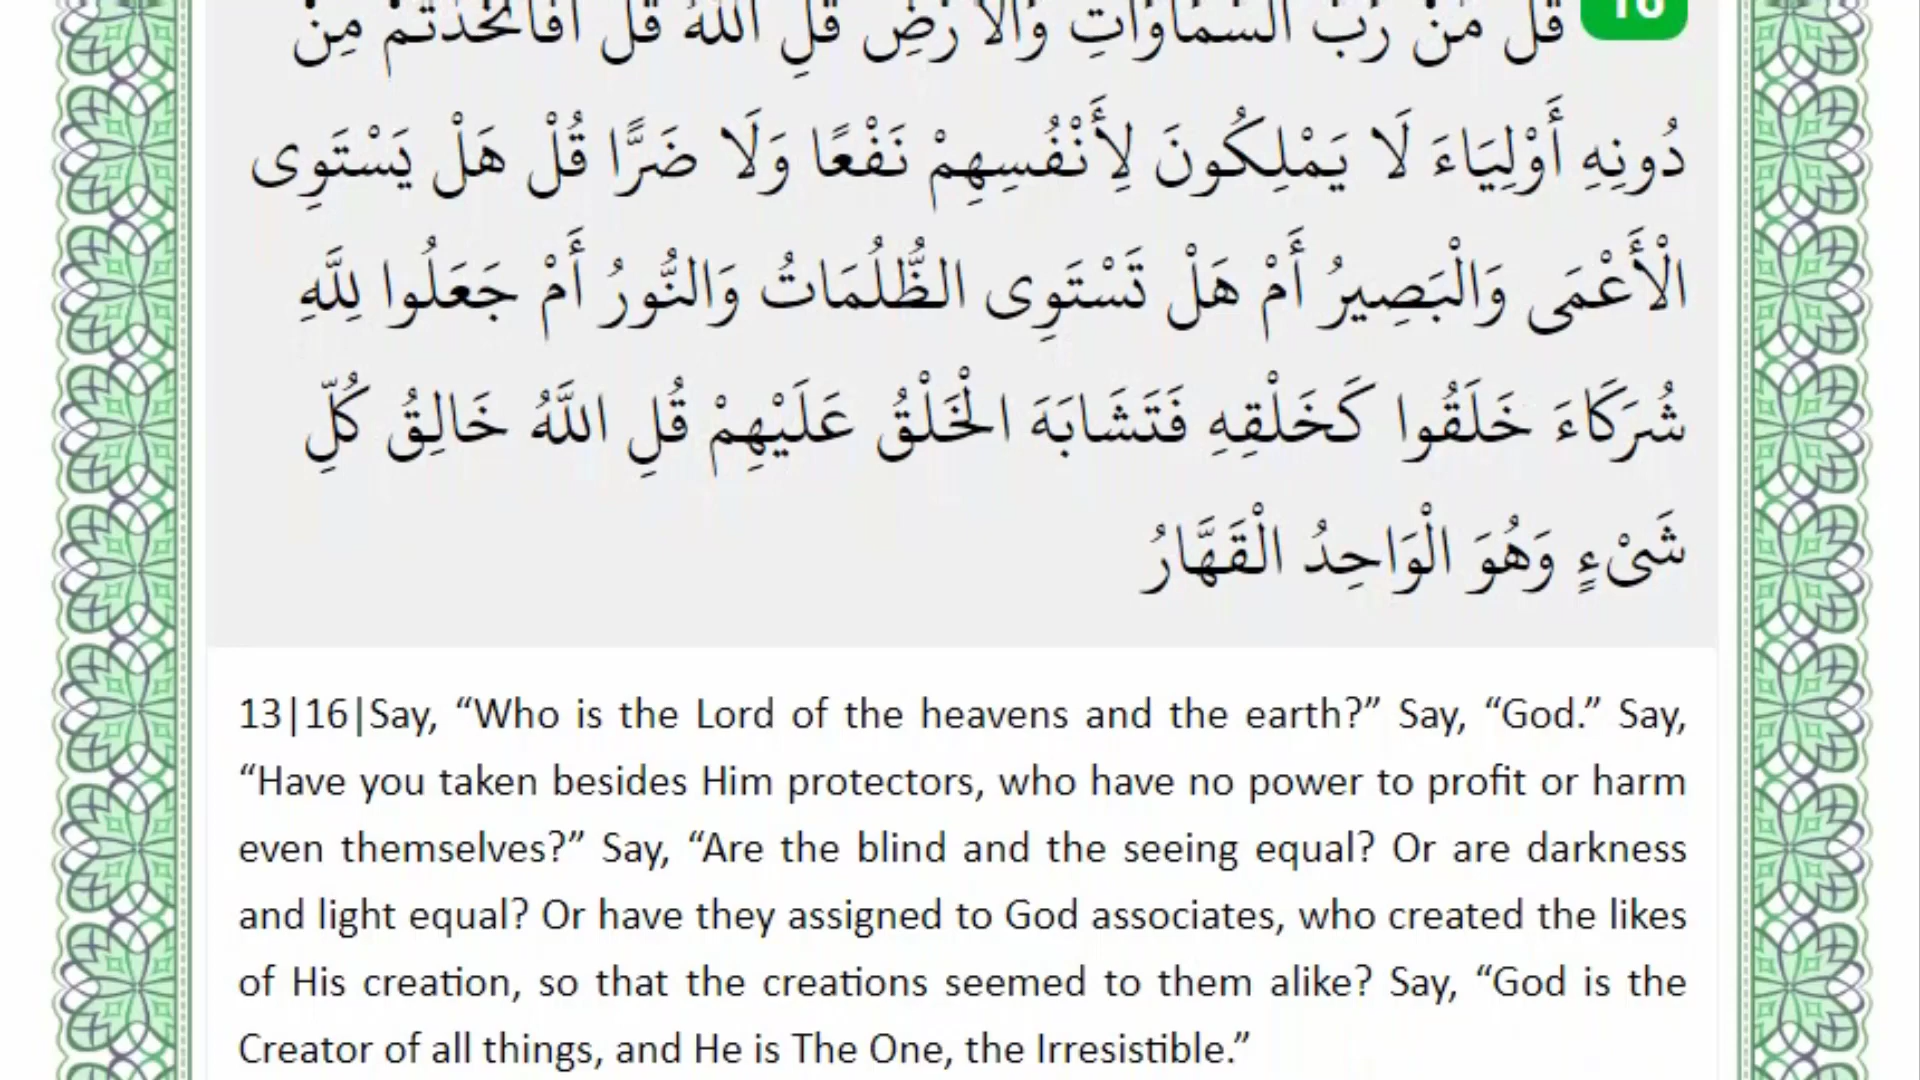 16 قُلْ مَنْ رَبُّ السَّمَاوَاتِ وَالْأَرْضِ قُلِ اللَّهُ قُلْ أَفَاتَّخَذْتُمْ مِنْ
دُونِهِ أَوْلِيَاءَ لَا يَمْلِكُونَ لِأَنْفُسِهِمْ نَفْعًا وَلَا ضَرًّا قُلْ هَلْ يَسْتَوِى
الْأَعْمَى وَالْبَصِيرُ أَمْ هَلْ تَسْتَوِى الظُّلُمَاتُ وَالنُّورُ أَمْ جَعَلُوا لِلَّهِ
شُرَكَاءَ خَلَقُوا كَخَلْقِهِ فَتَشَابَهَ الْخَلْقُ عَلَيْهِمْ قُلِ اللَّهُ خَالِقُ كُلِّ
شَىْءٍ وَهُوَ الْوَاحِدُ الْقَهَّارُ
13|16|Say, “Who is the Lord of the heavens and the earth?” Say, “God.” Say,
“Have you taken besides Him protectors, who have no power to profit or harm
even themselves?” Say, “Are the blind and the seeing equal? Or are darkness
and light equal? Or have they assigned to God associates, who created the likes
of His creation, so that the creations seemed to them alike? Say, “God is the
Creator of all things, and He is The One, the Irresistible.”